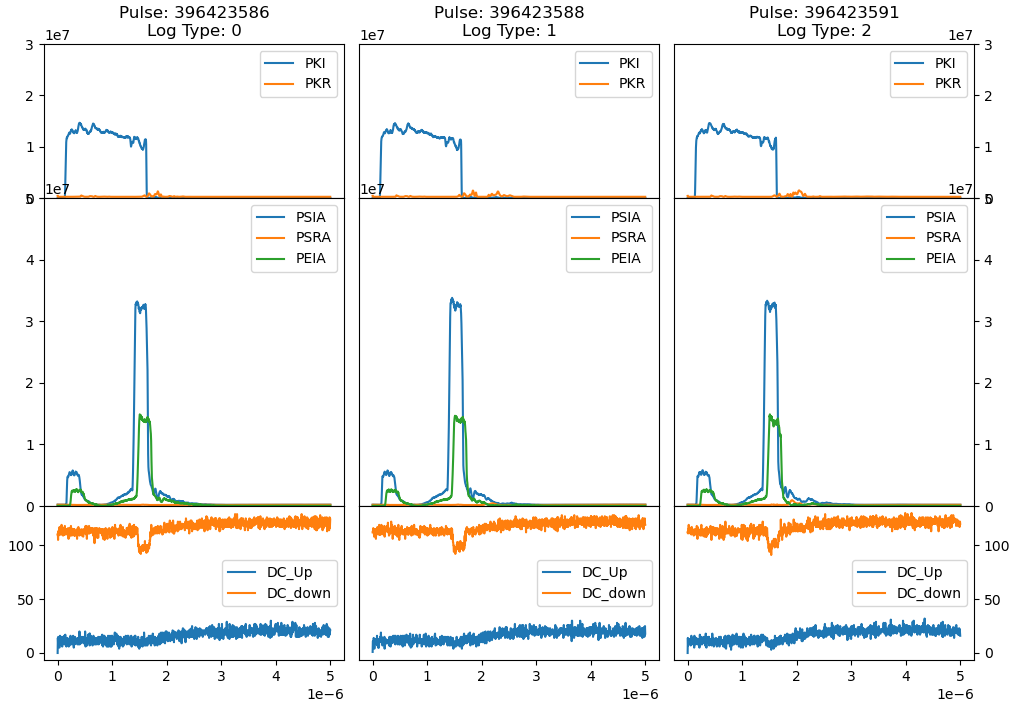 Pulse: 396423586
Log Type: 0
Pulse: 396423588
Log Type: 1
Pulse: 396423591
Log Type: 2
1e7
1e7
3
2
1
0
PKI
PKR
PKI
PKR
PKI
PKR
3
2
1
0
1e7
1e7
1e7
5
4
3
2
1
0
PSIA
PSRA
PEIA
PSIA
PSRA
PEIA
PSIA
PSRA
PEIA
5
4
3
2
1
0
100
50
0
DC_Up
DC_down
DC_Up
DC_down
DC_Up
DC_down
100
50
0
0 1 2 3 4 5
1e−6
0 1 2 3 4 5
1e−6
0 1 2 3 4 5
1e−6